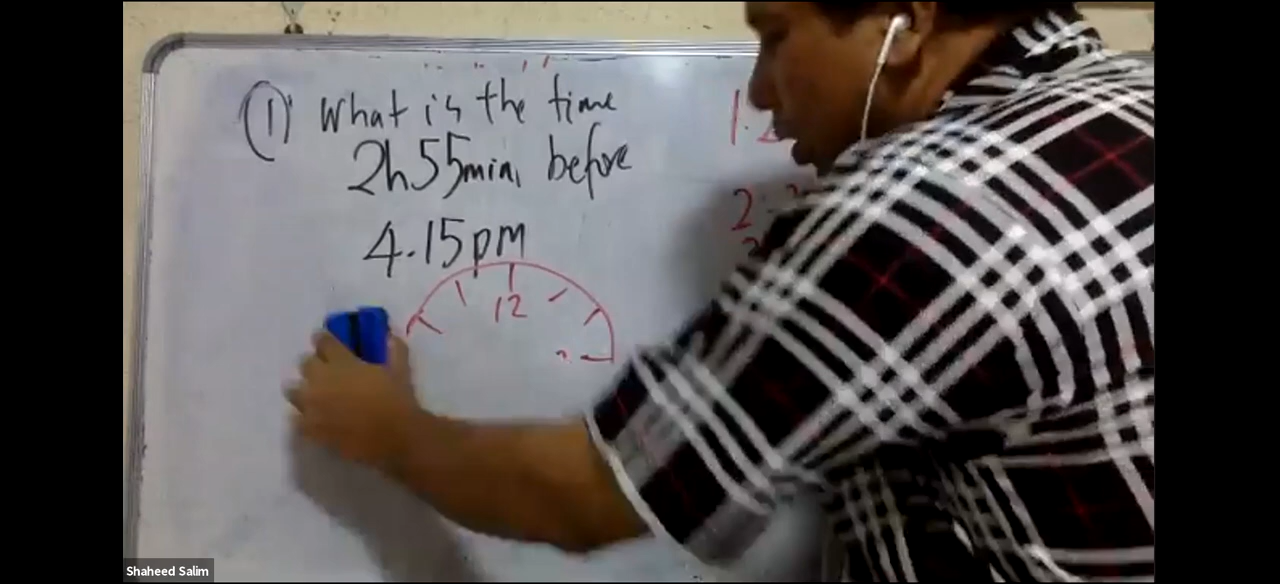 ① What is the time
2h 55min, before
4.15pm
12
Shaheed Salim